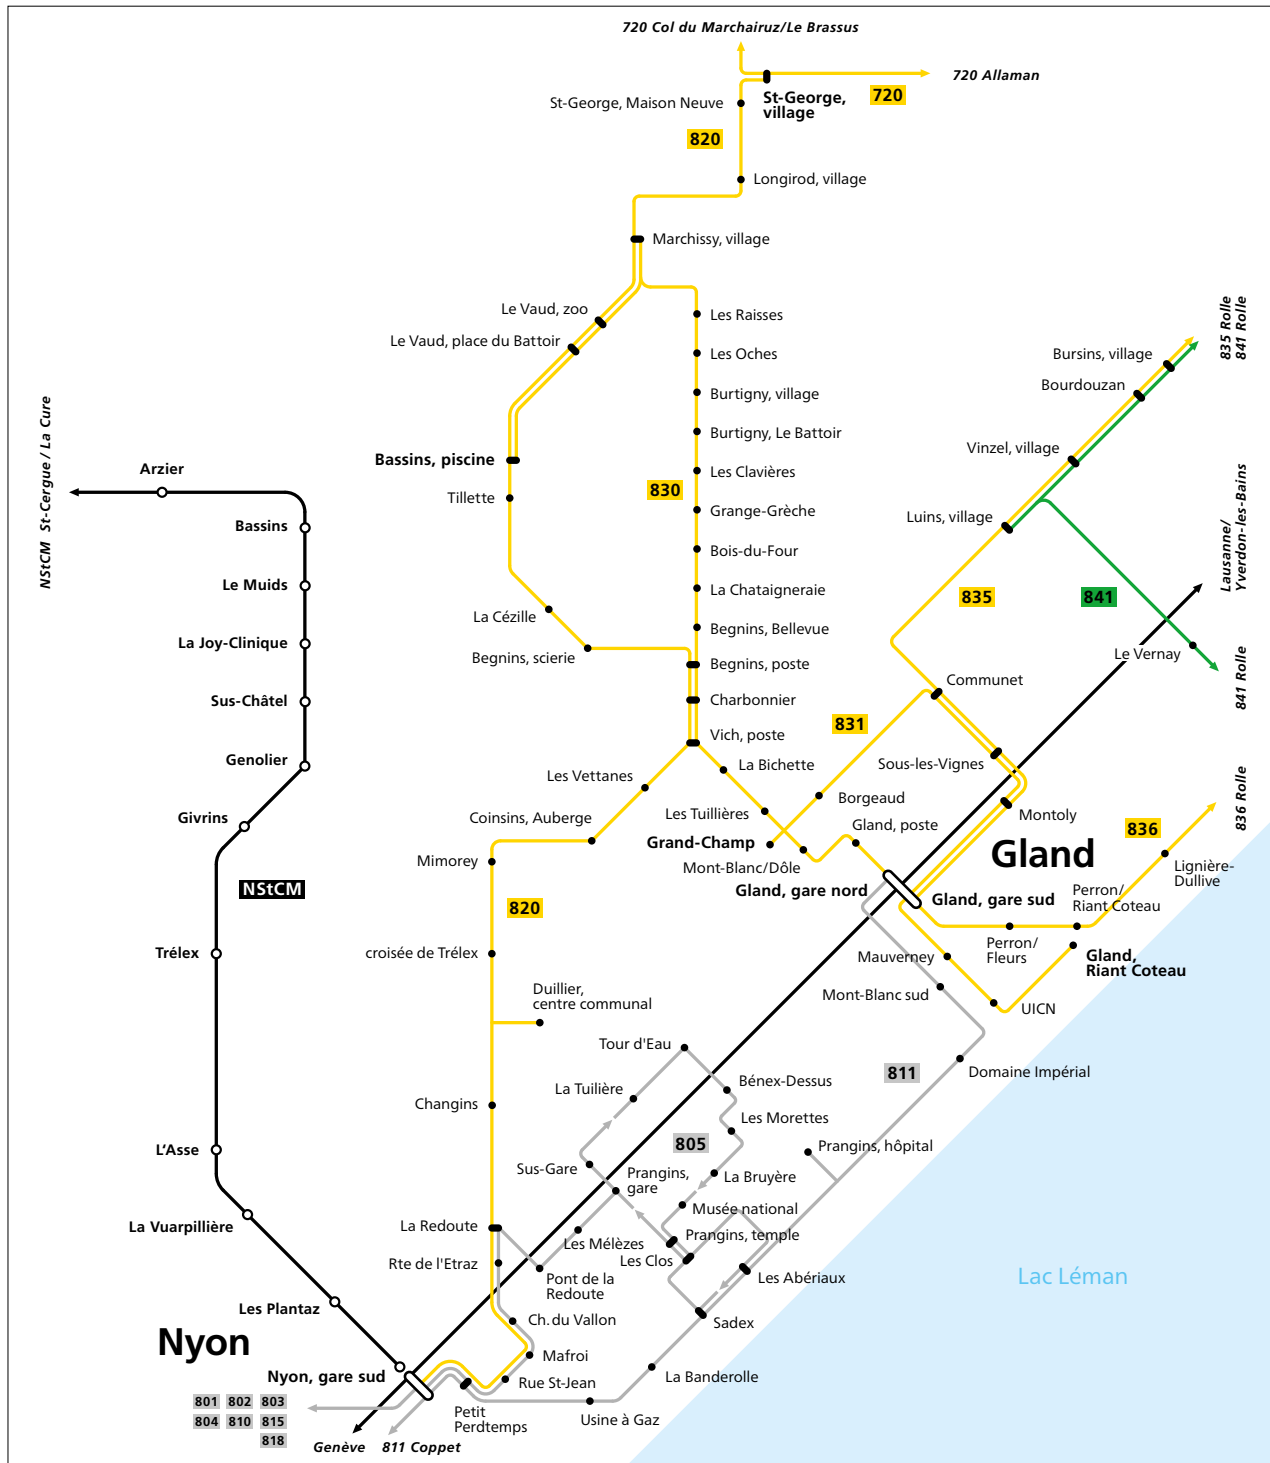 720 Col du Marchairuz/Le Brassus
720 Allaman
St-George, Maison Neuve
St-George,
village
720
820
Longirod, village
Marchissy, village
Le Vaud, zoo
Le Vaud, place du Battoir
Les Raisses
Les Oches
Burtigny, village
Burtigny, Le Battoir
Les Clavières
Grange-Grèche
Bois-du-Four
La Chataigneraie
Begnins, Bellevue
Begnins, poste
Charbonnier
Vich, poste
830
Bassins, piscine
Tillette
La Cézille
Begnins, scierie
835 Rolle
841 Rolle
Bursins, village
Bourdouzan
Vinzel, village
Luins, village
Lausanne/
Yverdon-les-Bains
835
841
Le Vernay
841 Rolle
Communet
831
Sous-les-Vignes
Montoly
836 Rolle
836
NStCM  St-Cergue / La Cure
Arzier
Bassins
Le Muids
La Joy-Clinique
Sus-Châtel
Genolier
Givrins
NStCM
Trélex
L'Asse
La Vuarpillière
Les Plantaz
Nyon
Nyon, gare sud
La Bichette
Les Vettanes
Les Tuillières
Borgeaud
Coinsins, Auberge
Grand-Champ
Gland, poste
Mont-Blanc/Dôle
Gland
Gland, gare nord
Gland, gare sud
Lignière-
Dullive
Perron/
Riant Coteau
Perron/
Fleurs
Gland,
Riant Coteau
Mauverney
Mont-Blanc sud
UICN
Mimorey
820
croisée de Trélex
Duillier,
centre communal
Changins
Tour d'Eau
La Tuilière
Bénex-Dessus
Les Morettes
811
Domaine Impérial
805
Prangins, hôpital
Sus-Gare
Prangins,
gare
La Bruyère
Musée national
La Redoute
Les Mélèzes
Prangins, temple
Rte de l'Etraz
Les Clos
Pont de la
Redoute
Les Abériaux
Lac Léman
Ch. du Vallon
Sadex
Mafroi
Rue St-Jean
La Banderolle
Petit
Perdtemps
Usine à Gaz
801 802 803
804 810 815
818
Genève
811 Coppet